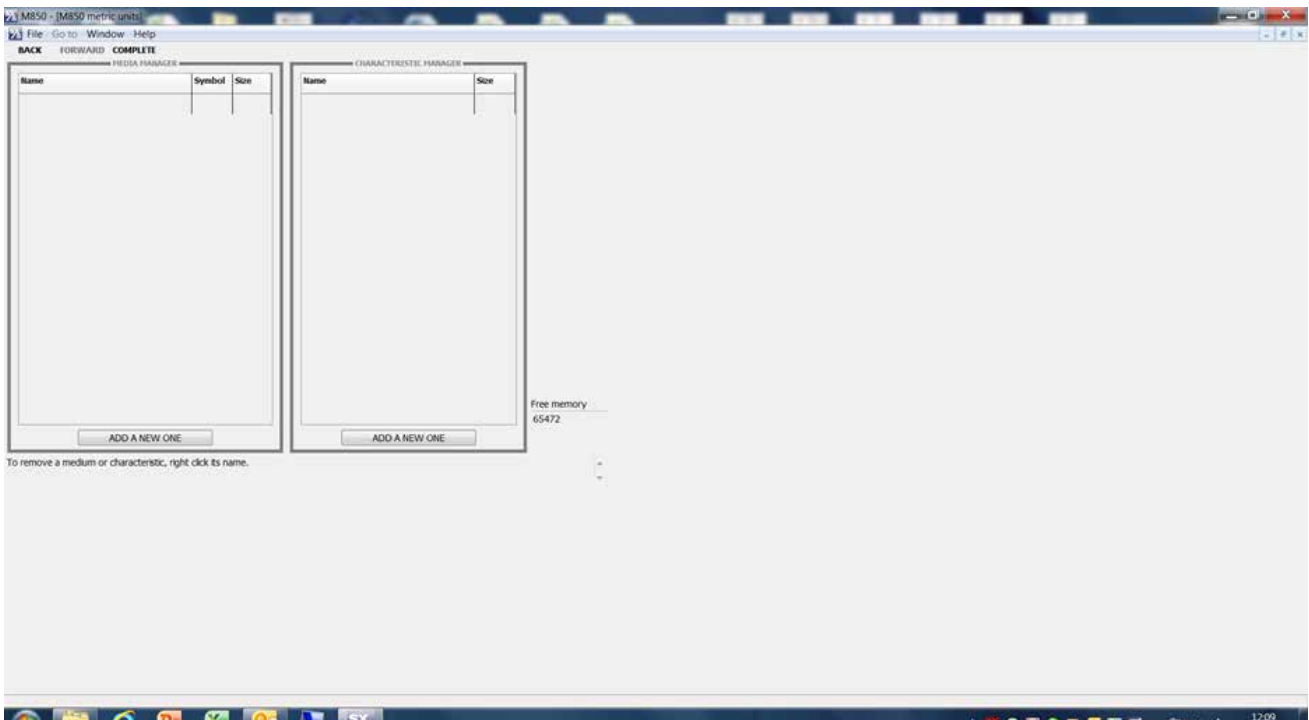 M850 - [M850 metric units]
File Go to Window Help
BACK FORWARD COMPLETE
MEDIA MANAGER
Name Symbol Size
ADD A NEW ONE
CHARACTERISTIC MANAGER
Name Size
ADD A NEW ONE
Free memory
65472
To remove a medium or characteristic, right click its name.
12:09